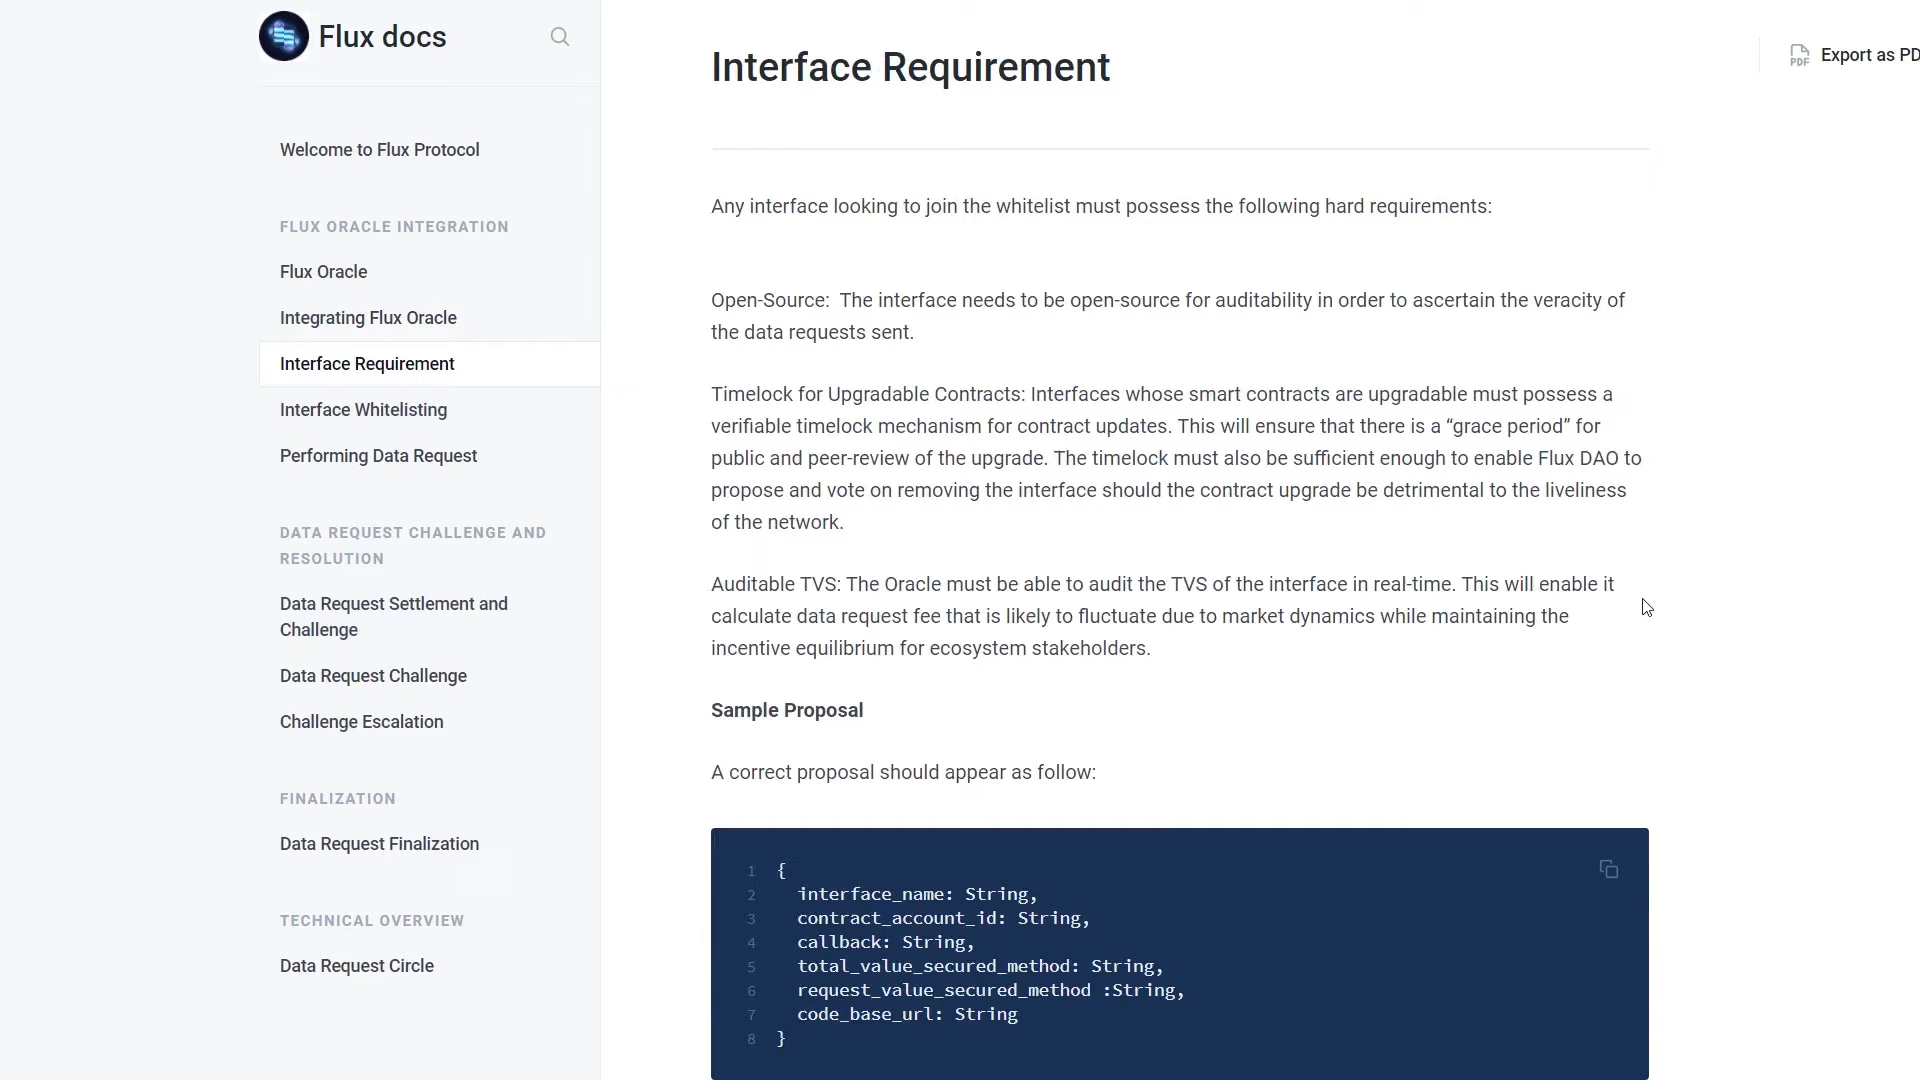 Flux docs
Welcome to Flux Protocol
FLUX ORACLE INTEGRATION
Flux Oracle
Integrating Flux Oracle
Interface Requirement
Interface Whitelisting
Performing Data Request
DATA REQUEST CHALLENGE AND
RESOLUTION
Data Request Settlement and
Challenge
Data Request Challenge
Challenge Escalation
FINALIZATION
Data Request Finalization
TECHNICAL OVERVIEW
Data Request Circle
Interface Requirement
PDF Export as PD
Any interface looking to join the whitelist must possess the following hard requirements:
Open-Source:  The interface needs to be open-source for auditability in order to ascertain the veracity of
the data requests sent.
Timelock for Upgradable Contracts: Interfaces whose smart contracts are upgradable must possess a
verifiable timelock mechanism for contract updates. This will ensure that there is a “grace period” for
public and peer-review of the upgrade. The timelock must also be sufficient enough to enable Flux DAO to
propose and vote on removing the interface should the contract upgrade be detrimental to the liveliness
of the network.
Auditable TVS: The Oracle must be able to audit the TVS of the interface in real-time. This will enable it
calculate data request fee that is likely to fluctuate due to market dynamics while maintaining the
incentive equilibrium for ecosystem stakeholders.
Sample Proposal
A correct proposal should appear as follow:
1 {
2 interface_name: String,
3 contract_account_id: String,
4 callback: String,
5 total_value_secured_method: String,
6 request_value_secured_method :String,
7 code_base_url: String
8 }